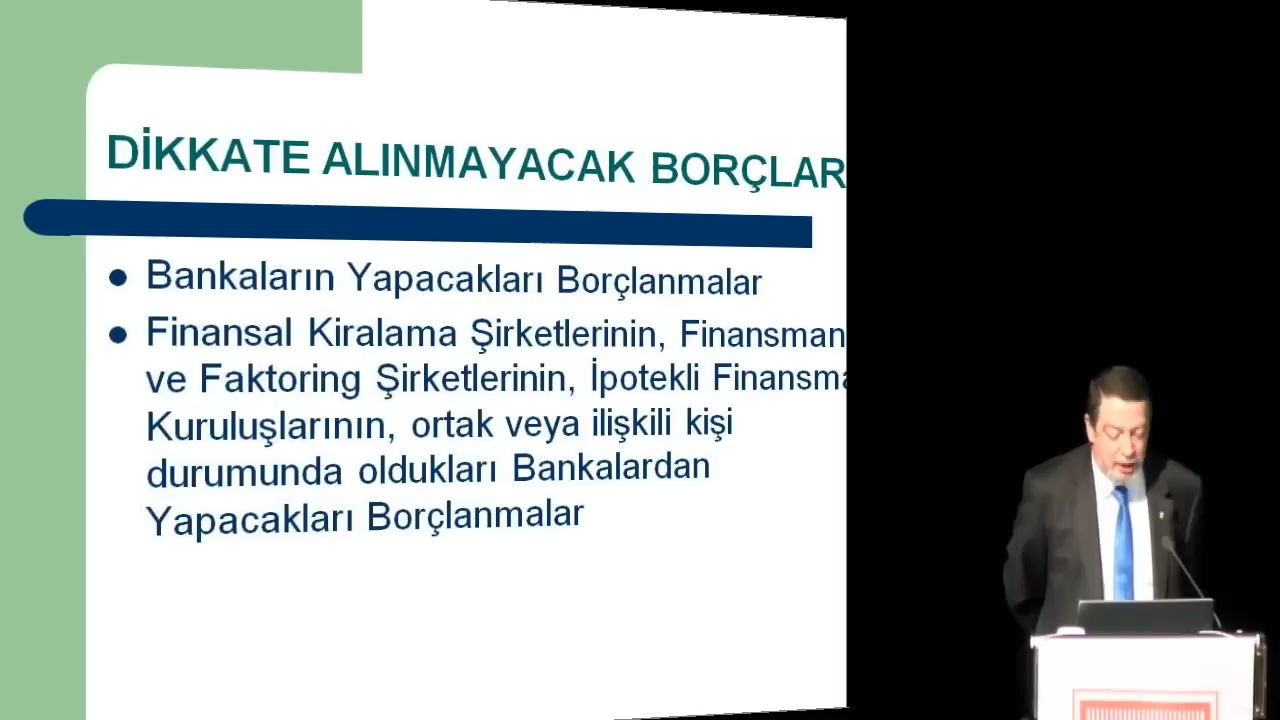 DİKKATE ALINMAYACAK BORÇLAR
Bankaların Yapacakları Borçlanmalar
Finansal Kiralama Şirketlerinin, Finansman
ve Faktoring Şirketlerinin, İpotekli
Kuruluşlarının, ortak veya ilişkili kişi
durumunda oldukları Bankalardan
Yapacakları Borçlanmalar